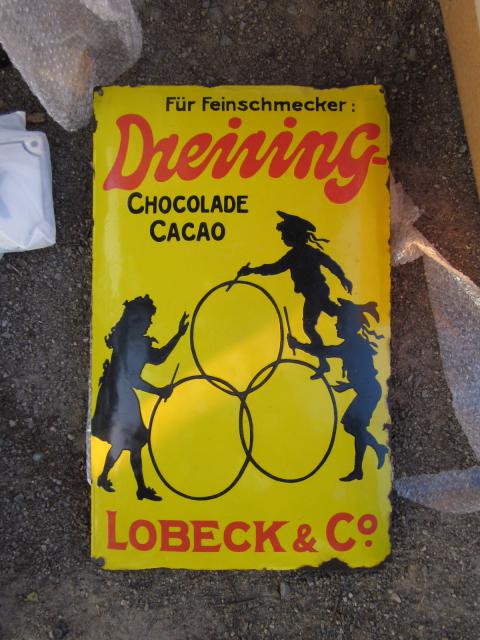 Für Feinschmecker:
Dreiring-
CHOCOLADE
CACAO
LOBECK & Co